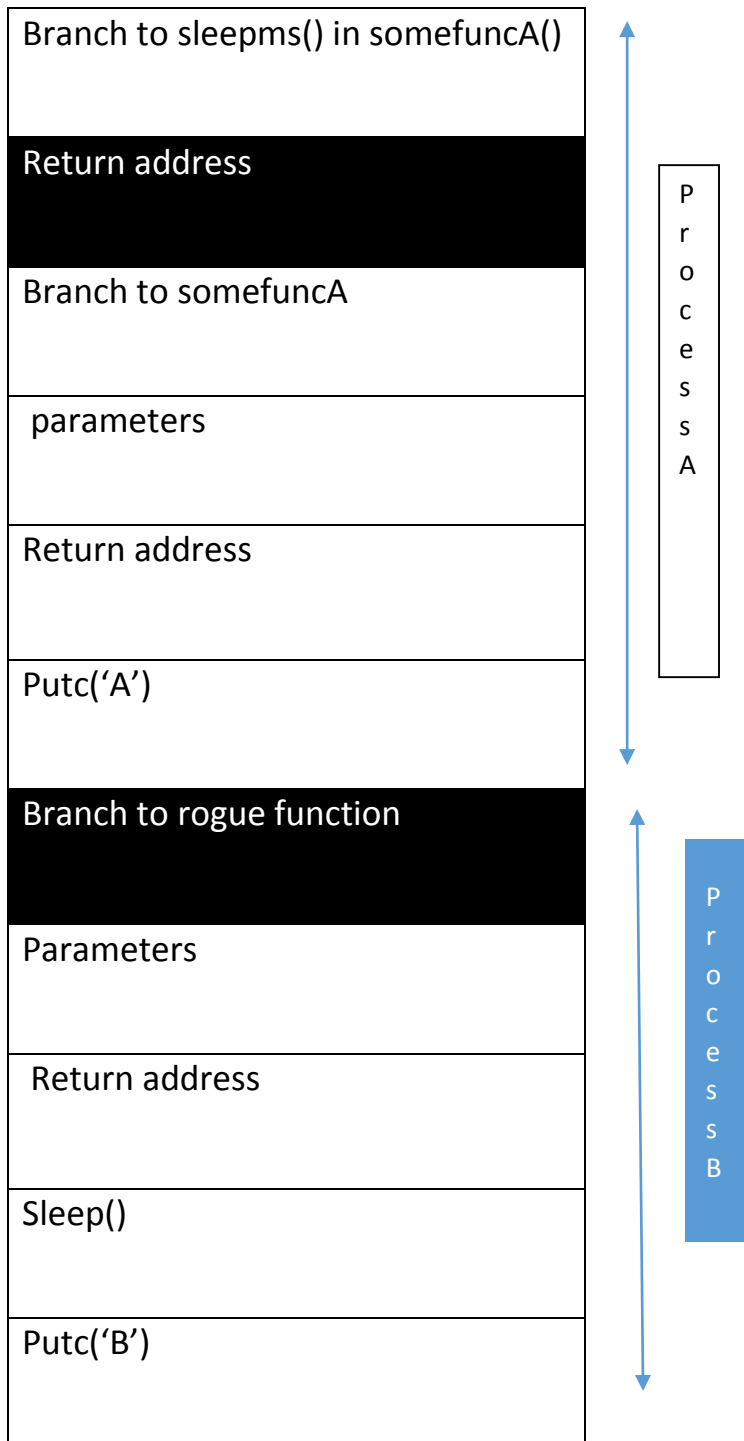 Branch to sleepms() in somefuncA()
Return address
Branch to somefuncA
parameters
Return address
Putc(‘A’)
Branch to rogue function
Parameters
Return address
Sleep()
Putc(‘B’)
P
r
o
c
e
s
s
A
P
r
o
c
e
s
s
B